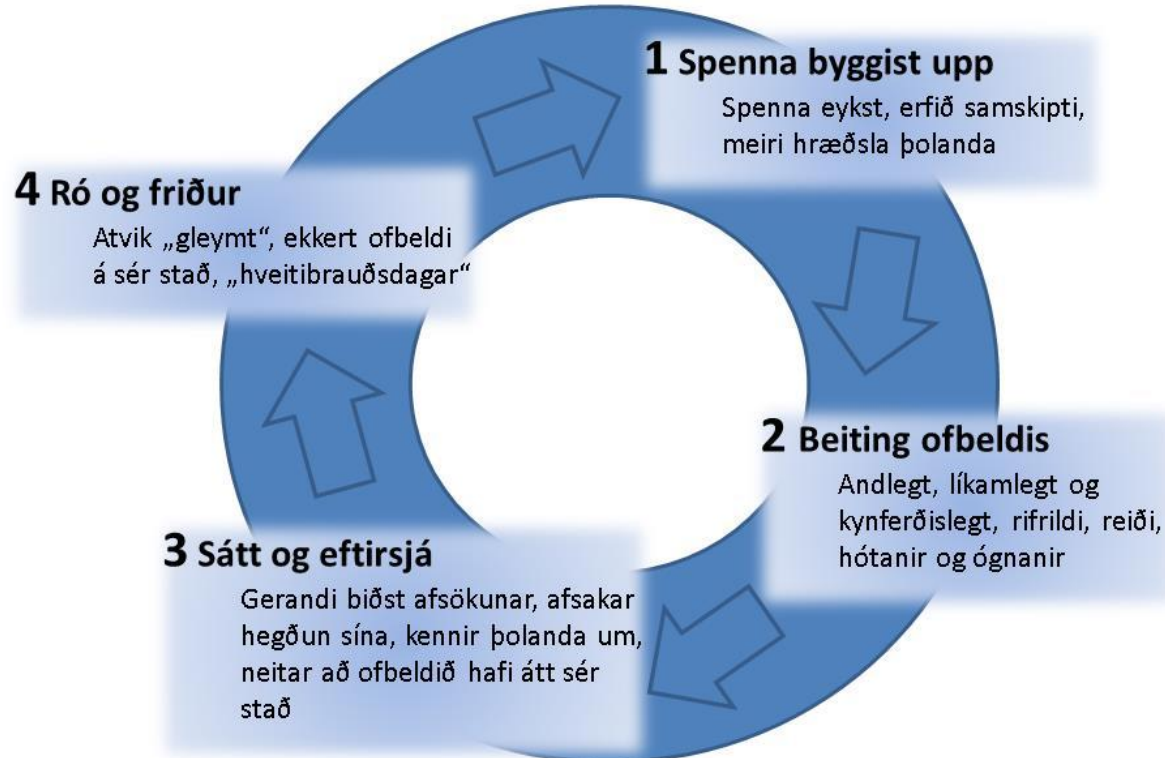 1 Spenna byggist upp
Spenna eykst, erfið samskipti,
meiri hræðsla þolanda
2 Beiting ofbeldis
Andlegt, líkamlegt og
kynferðislegt, rifrildi, reiði,
hótanir og ógnanir
3 Sátt og eftirsjá
Gerandi biðst afsökunar, afsakar
hegðun sína, kennir þolanda um,
neitar að ofbeldið hafi átt sér
stað
4 Ró og friður
Atvik „gleymt“, ekkert ofbeldi
á sér stað, „hveitibrauðsdagar“